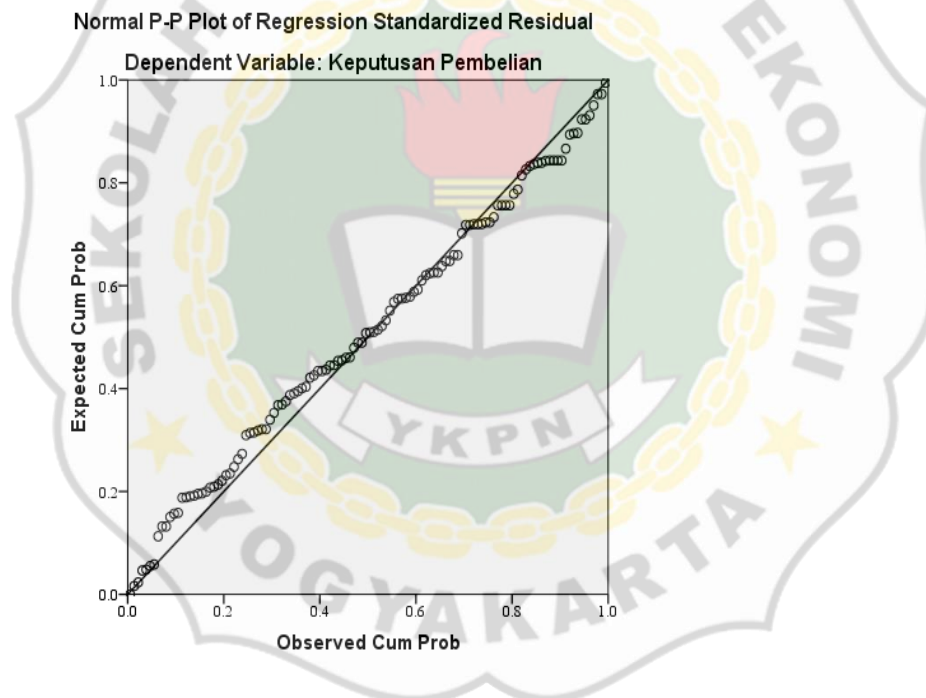 Normal P-P Plot of Regression Standardized Residual
Dependent Variable: Keputusan Pembelian
Expected Cum Prob
1.0
0.8
0.6
0.4
0.2
0.0
0.0 0.2 0.4 0.6 0.8 1.0
Observed Cum Prob
SEKOLAH
EKONOMI
YKPN
YOGYAKARTA